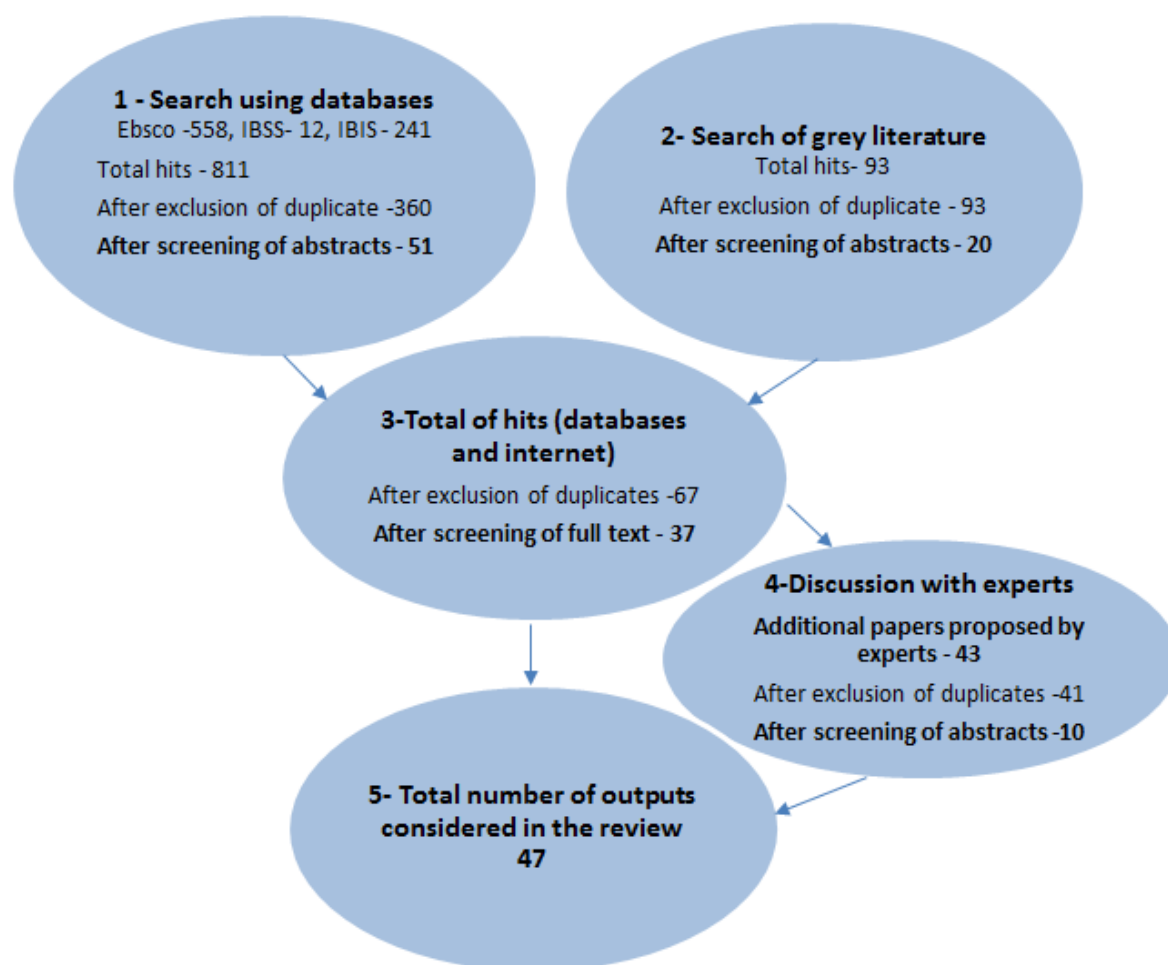 1 - Search using databases
Ebsco -558, IBSS- 12, IBIS - 241
Total hits - 811
After exclusion of duplicate -360
After screening of abstracts - 51
2- Search of grey literature
Total hits- 93
After exclusion of duplicate - 93
After screening of abstracts - 20
3-Total of hits (databases
and internet)
After exclusion of duplicates -67
After screening of full text - 37
4-Discussion with experts
Additional papers proposed by
experts - 43
After exclusion of duplicates -41
After screening of abstracts -10
5- Total number of outputs
considered in the review
47